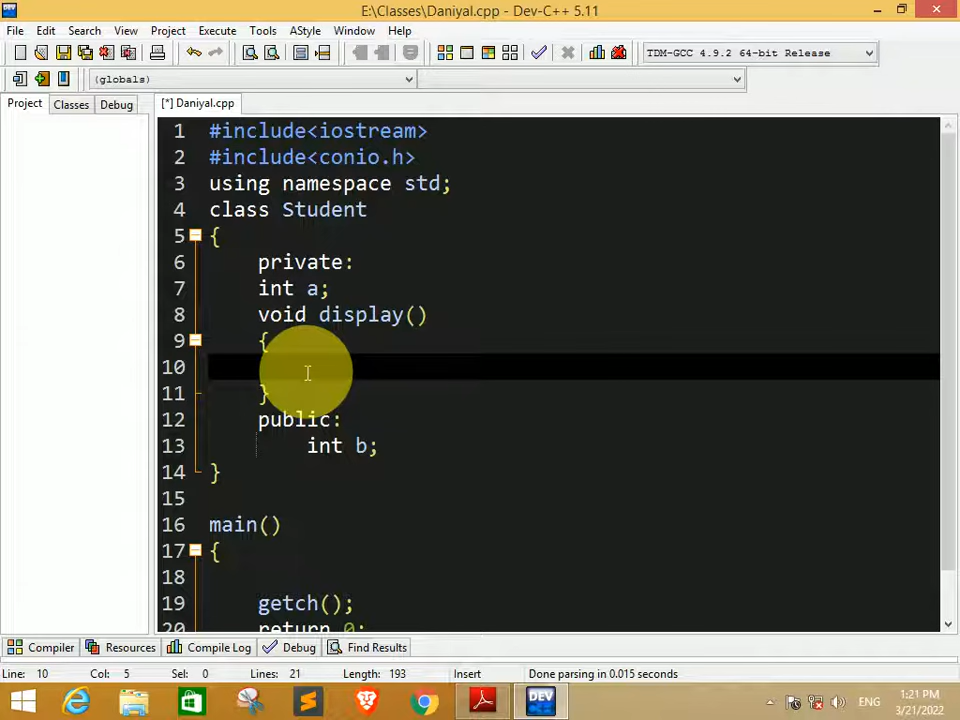 E:\Classes\Daniyal.cpp - Dev-C++ 5.11
File Edit Search View Project Execute Tools AStyle Window Help
TDM-GCC 4.9.2 64-bit Release
(globals)
Project Classes Debug [*] Daniyal.cpp
1 #include<iostream>
2 #include<conio.h>
3 using namespace std;
4 class Student
5 {
6 private:
7 int a;
8 void display()
9 {
10
11 }
12 public:
13 int b;
14 }
15
16 main()
17 {
18
19 getch();
20 return 0;
Compiler Resources Compile Log Debug Find Results
Line: 10 Col: 5 Sel: 0 Lines: 21 Length: 193 Insert Done parsing in 0.015 seconds
DEV
ENG
1:21 PM
3/21/2022